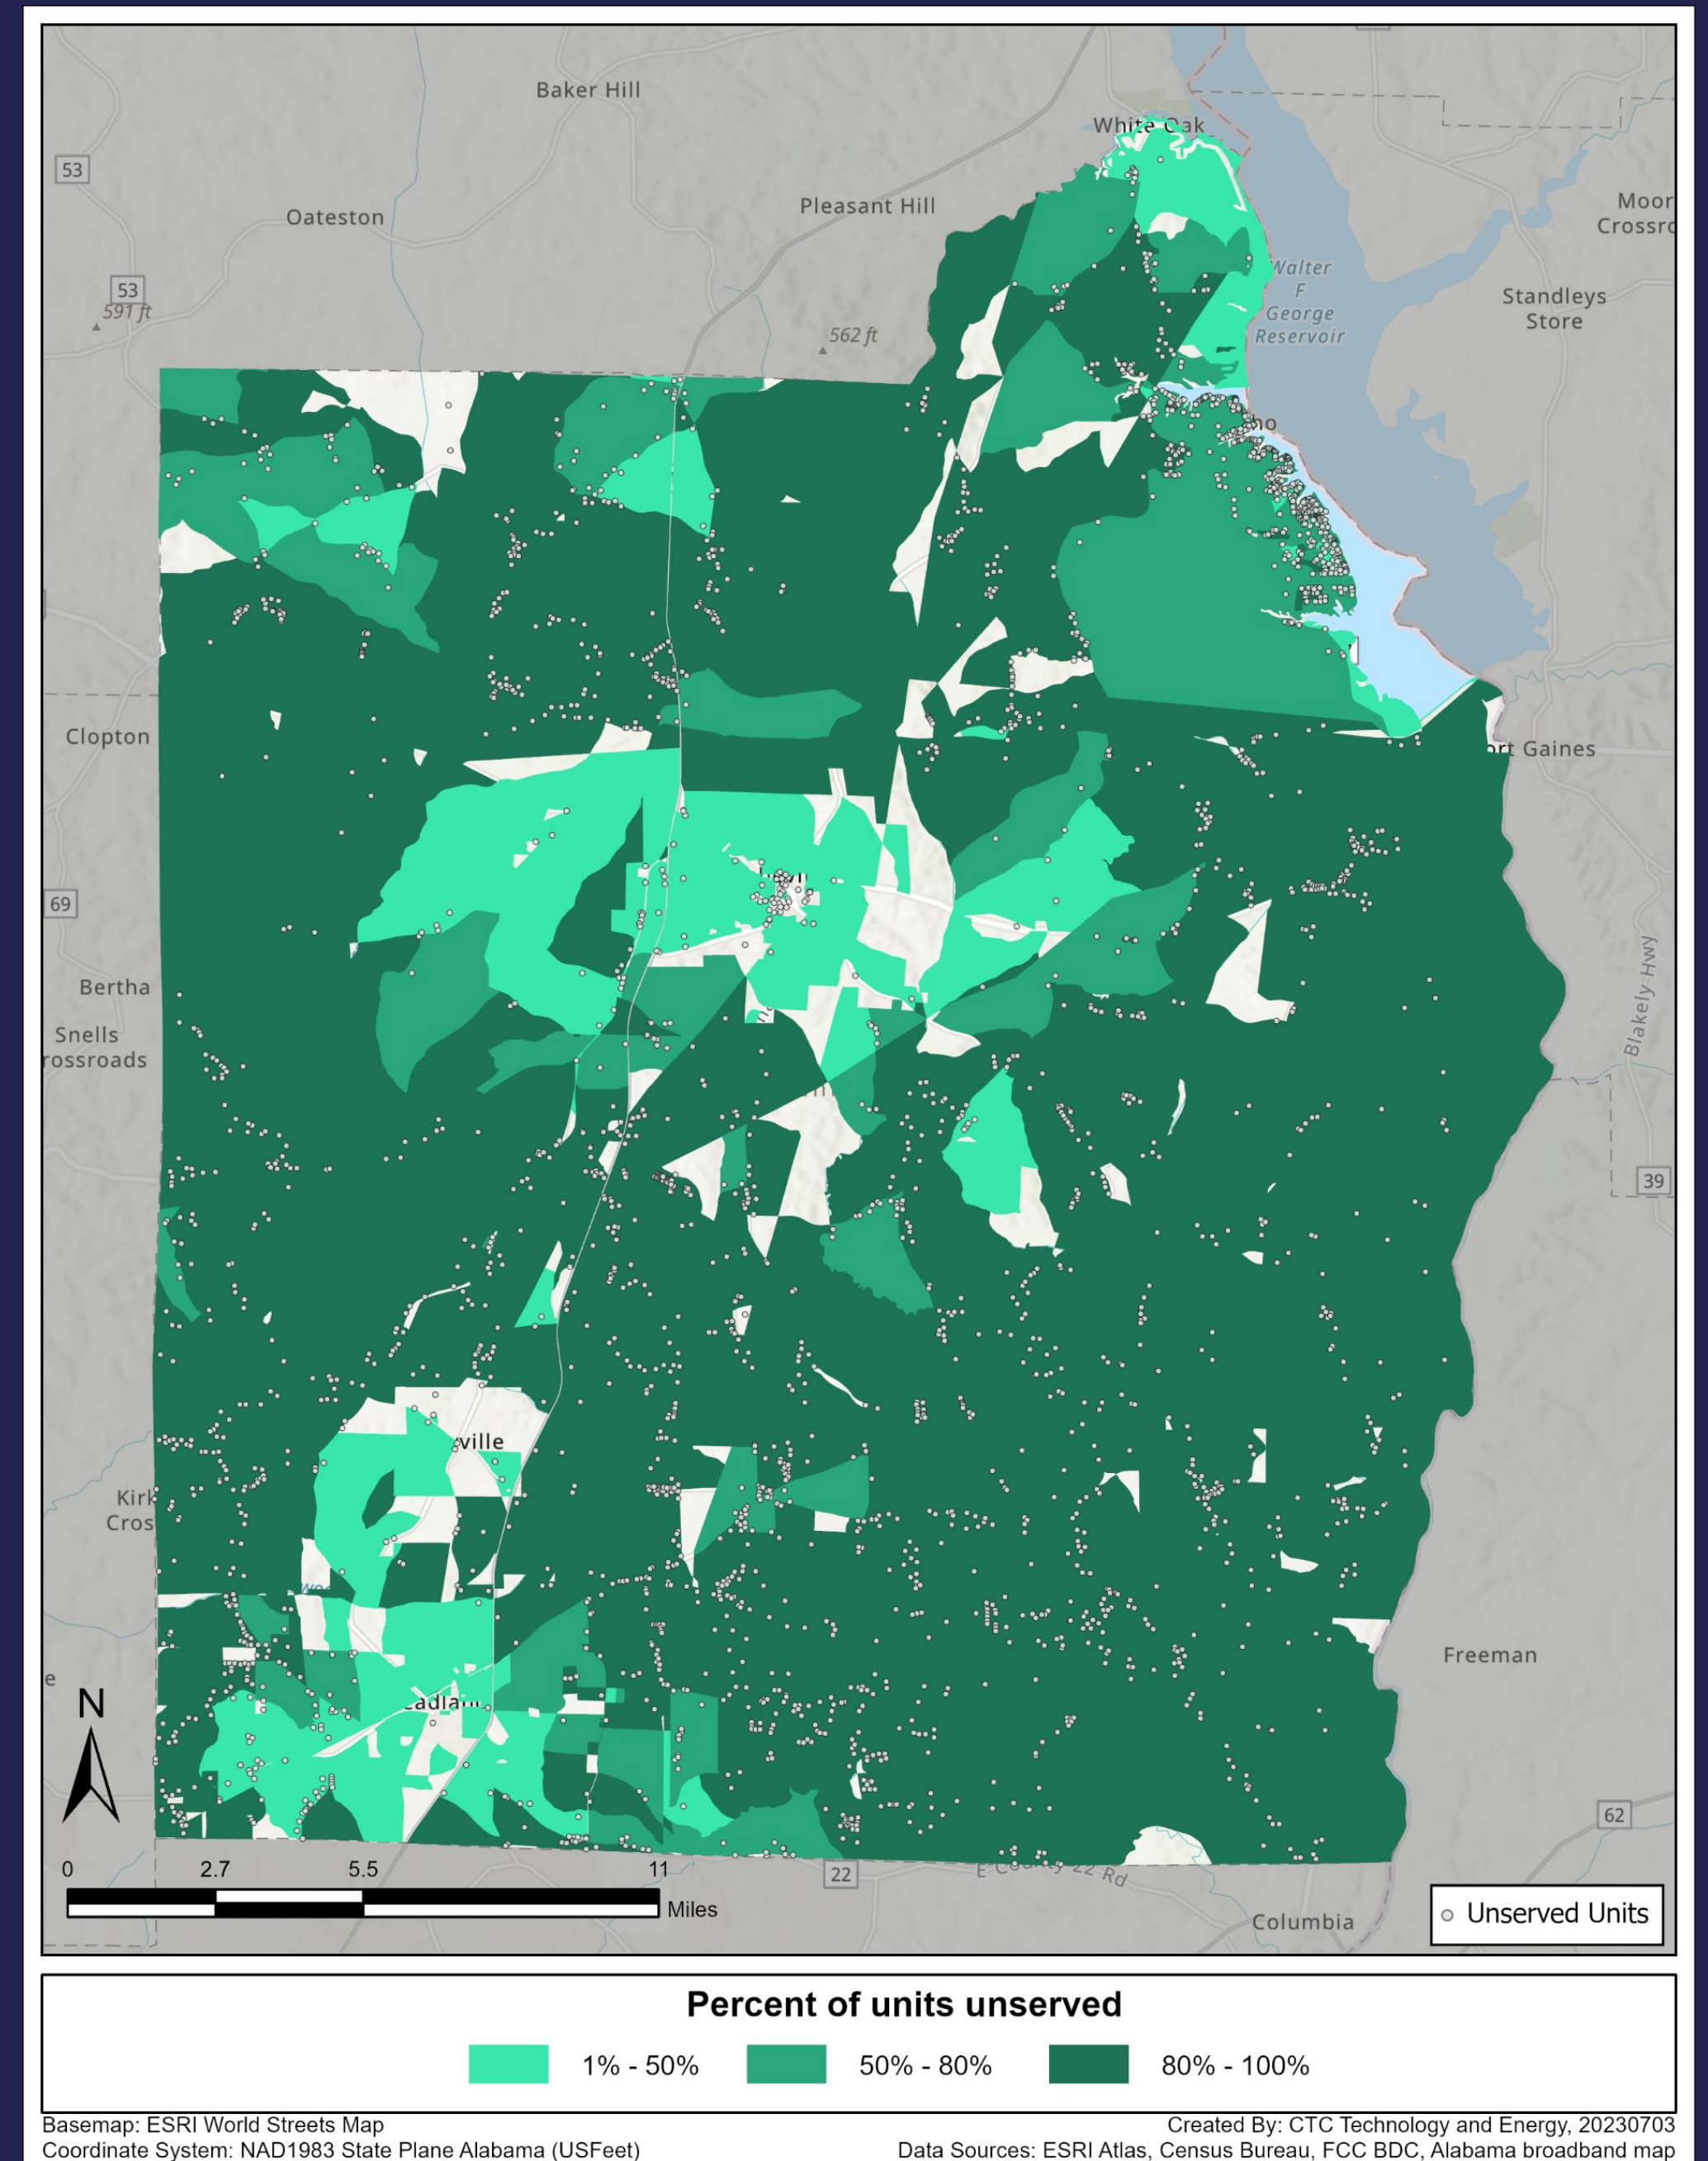 Baker Hill
White Oak
53
Oateston
Pleasant Hill
Moor
Crossro
53
591 ft
562 ft
Walter
F
George
Reservoir
Standleys
Store
Clopton
ort Gaines
69
Bertha
Snells
rossroads
Blakely Hwy
39
ville
Kirk
Cros
Freeman
e
N
eadlan
62
0 2.7 5.5 11
Miles
22
E County 22 Rd
Columbia
Unserved Units
Percent of units unserved
1% - 50% 50% - 80% 80% - 100%
Basemap: ESRI World Streets Map
Created By: CTC Technology and Energy, 20230703
Coordinate System: NAD1983 State Plane Alabama (USFeet)
Data Sources: ESRI Atlas, Census Bureau, FCC BDC, Alabama broadband map